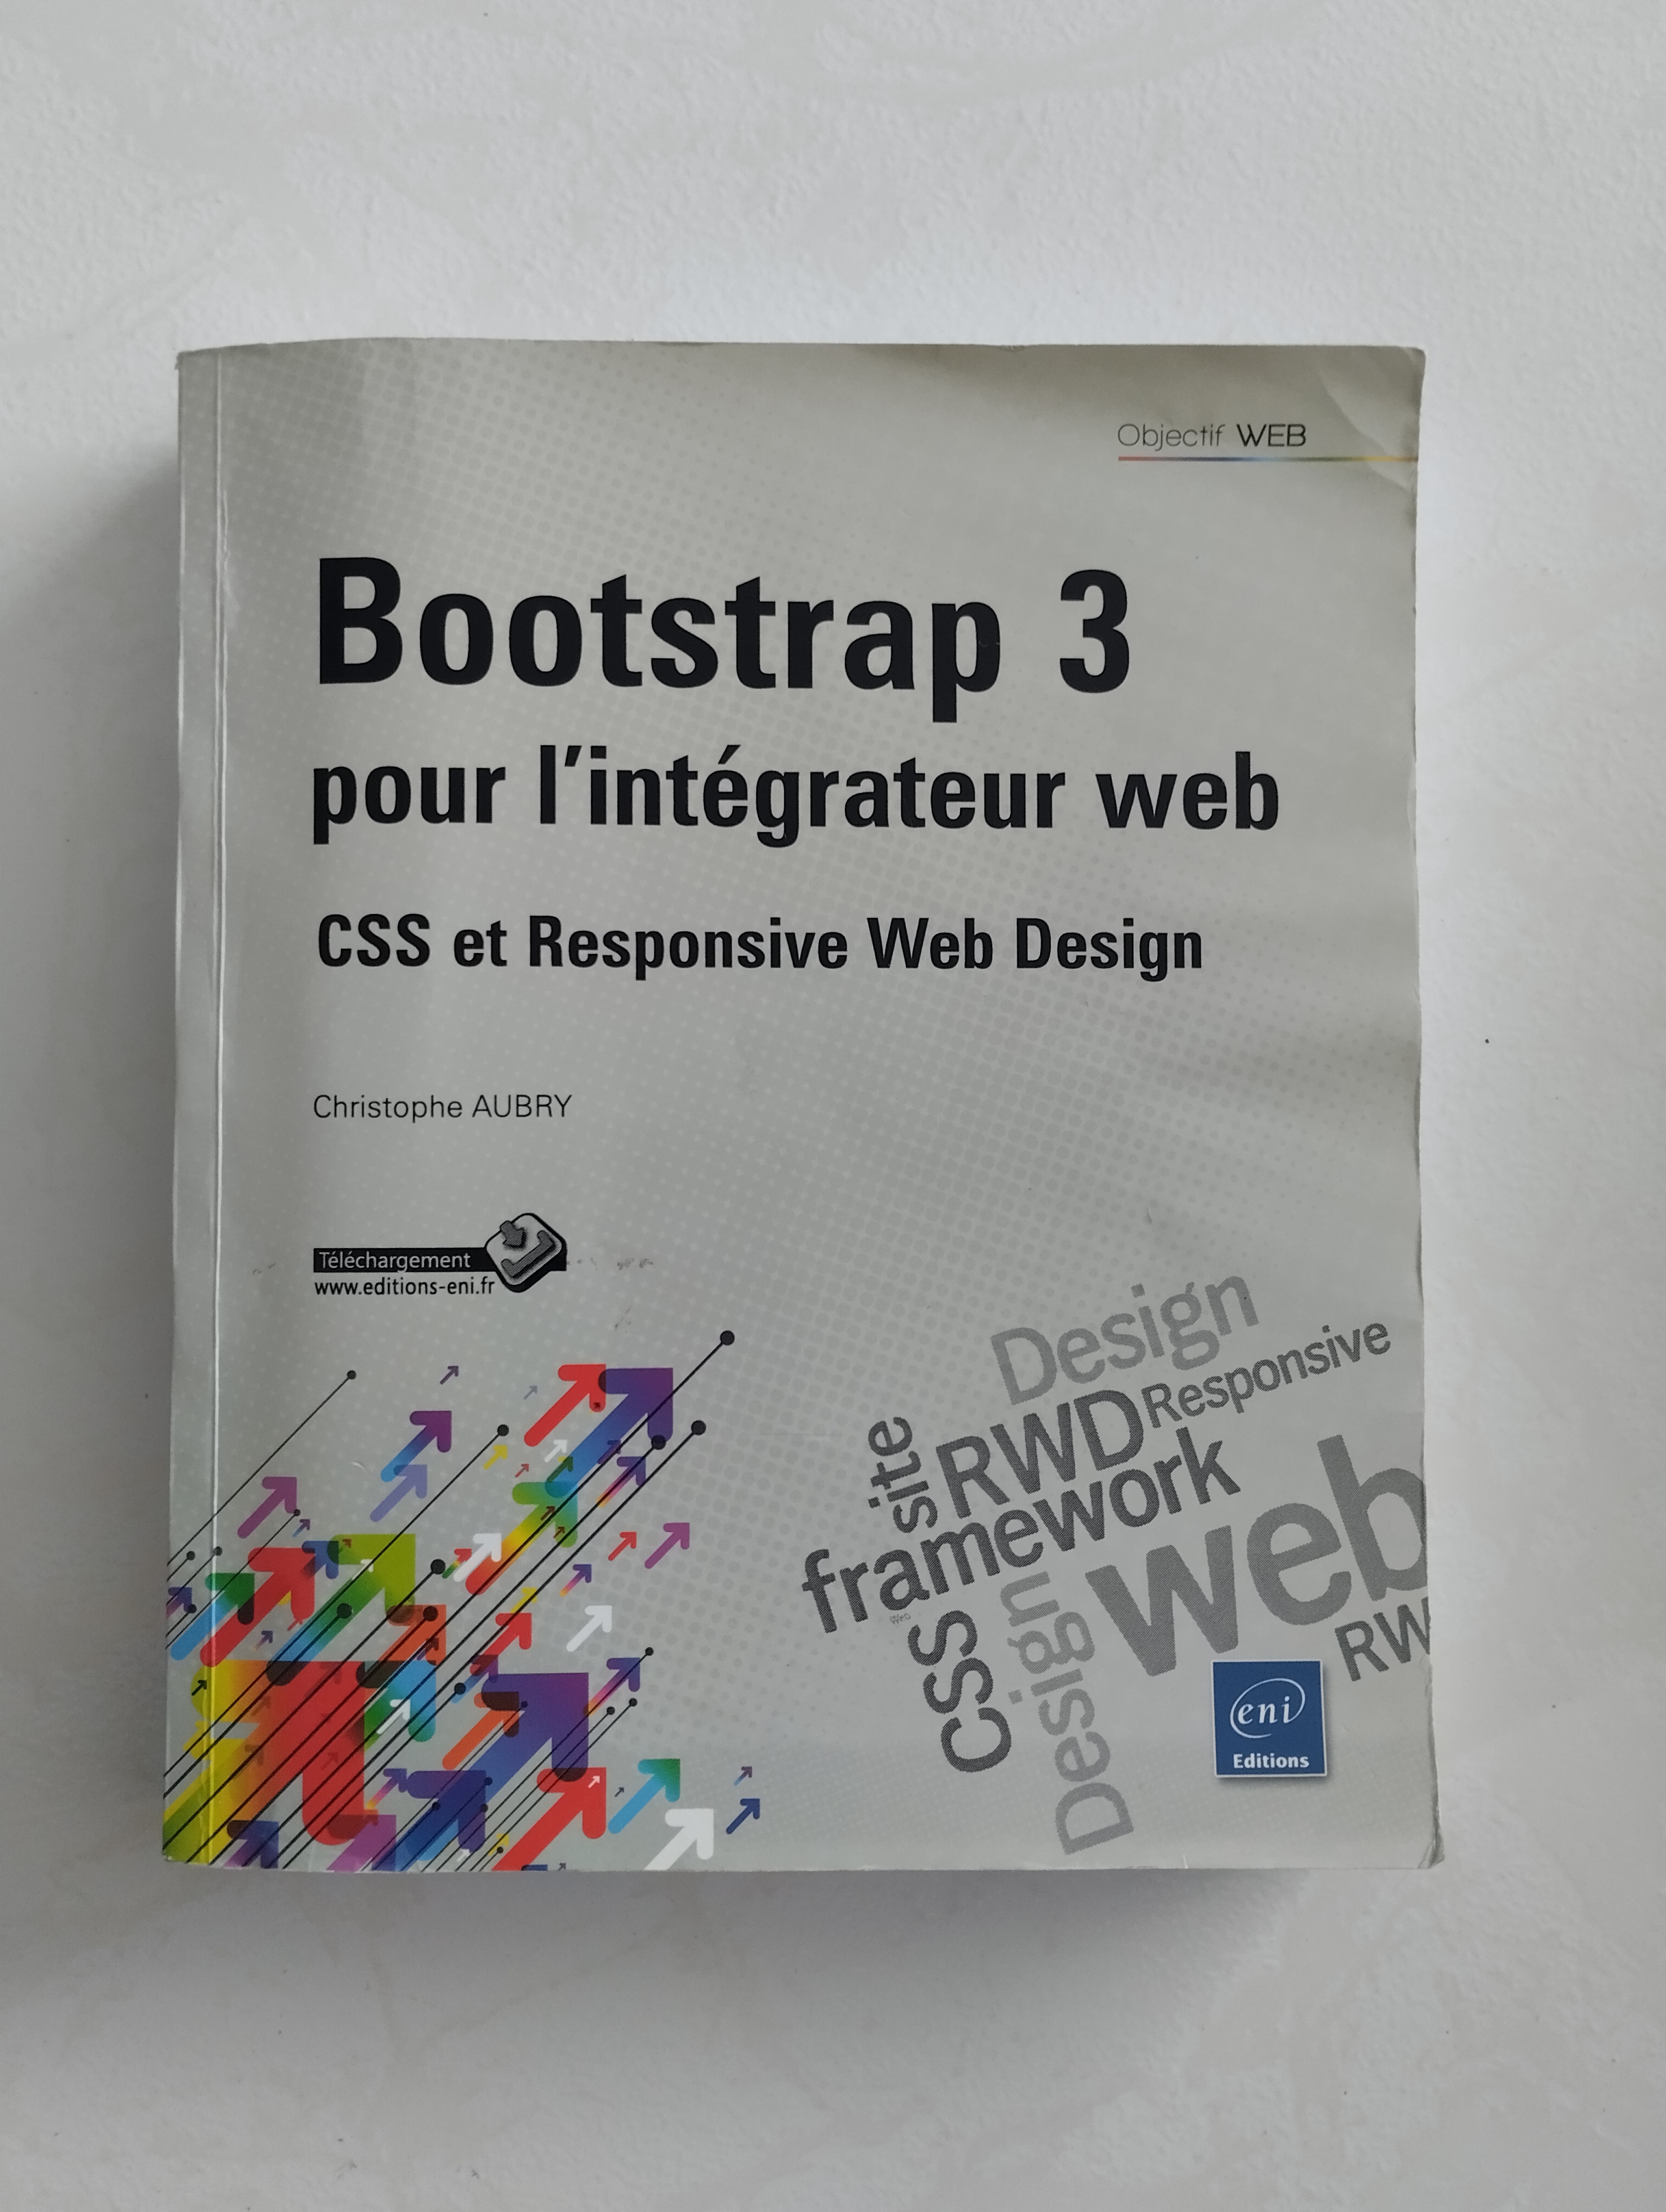 Objectif WEB
Bootstrap 3
pour l'intégrateur web
CSS et Responsive Web Design
Christophe AUBRY
Téléchargement
www.editions-eni.fr
Design
Responsive
RWD
site
framework
web
Web
CSS
Design
RW
eni
Editions